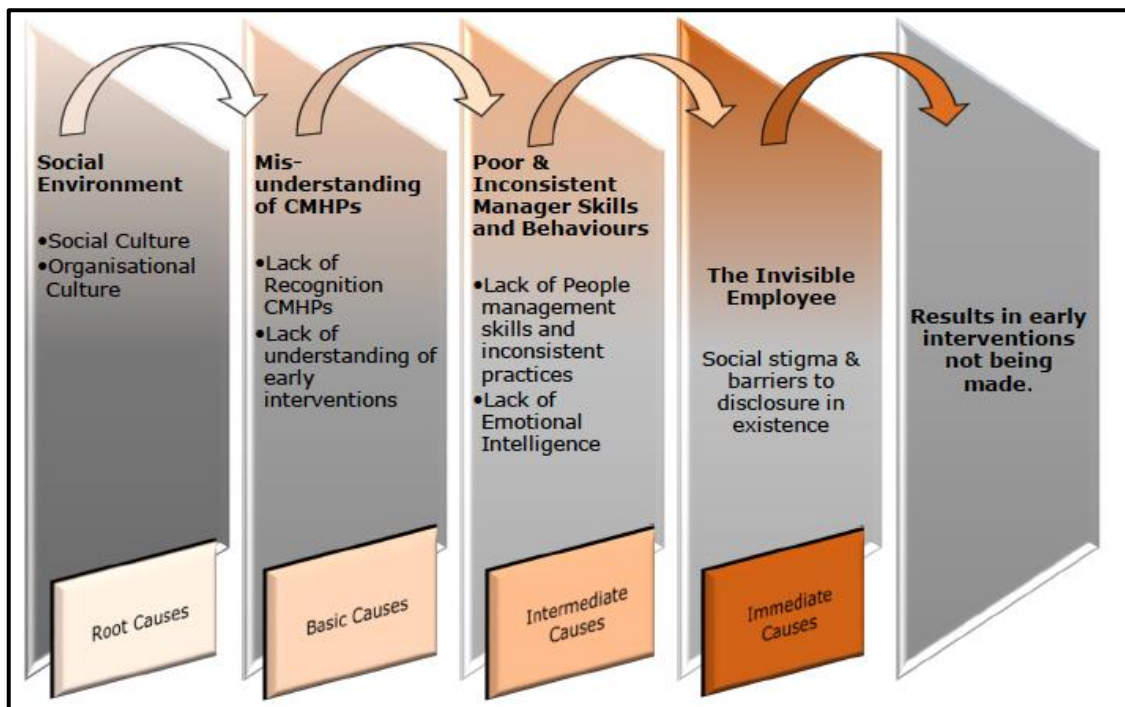 Social
Environment
•Social Culture
•Organisational
Culture
Root Causes
Mis-
understanding
of CMHPs
•Lack of
Recognition
CMHPs
•Lack of
understanding of
early
interventions
Basic Causes
Poor &
Inconsistent
Manager Skills
and Behaviours
•Lack of People
management
skills and
inconsistent
practices
•Lack of
Emotional
Intelligence
Intermediate
Causes
The Invisible
Employee
Social stigma &
barriers to
disclosure in
existence
Immediate
Causes
Results in early
interventions
not being
made.